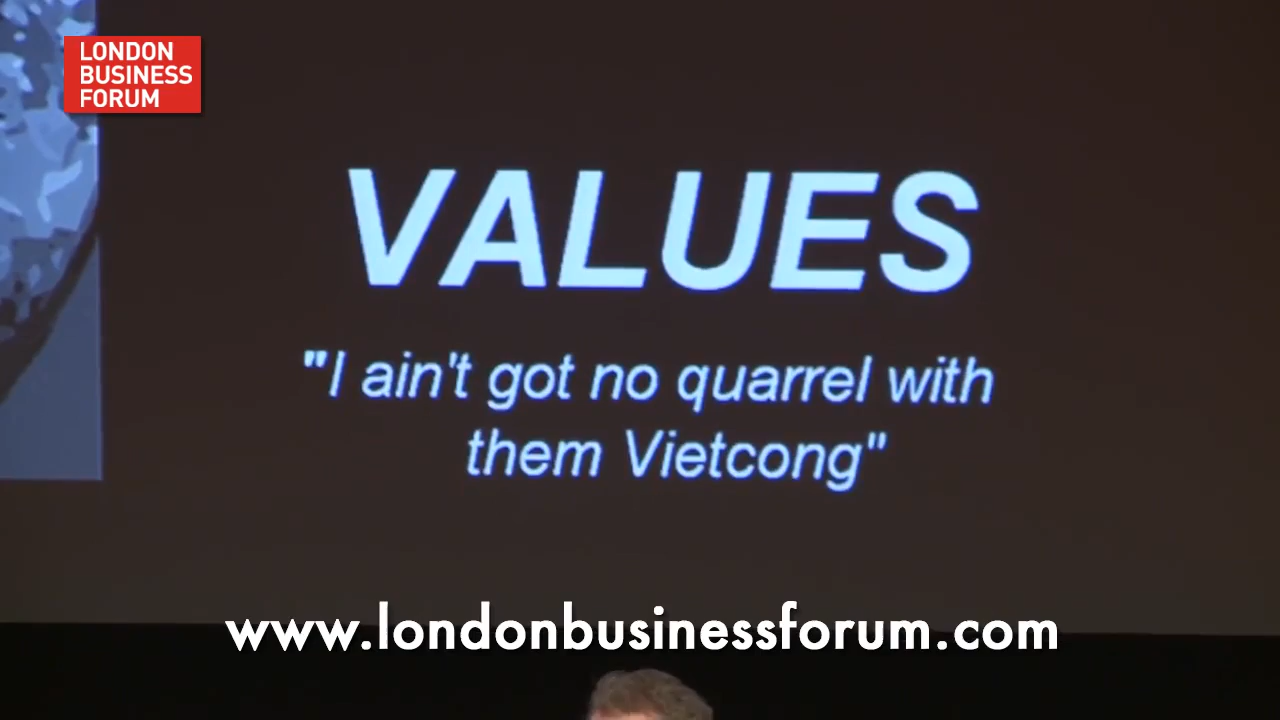 LONDON
BUSINESS
FORUM
VALUES
"I ain't got no quarrel with
them Vietcong"
www.londonbusinessforum.com